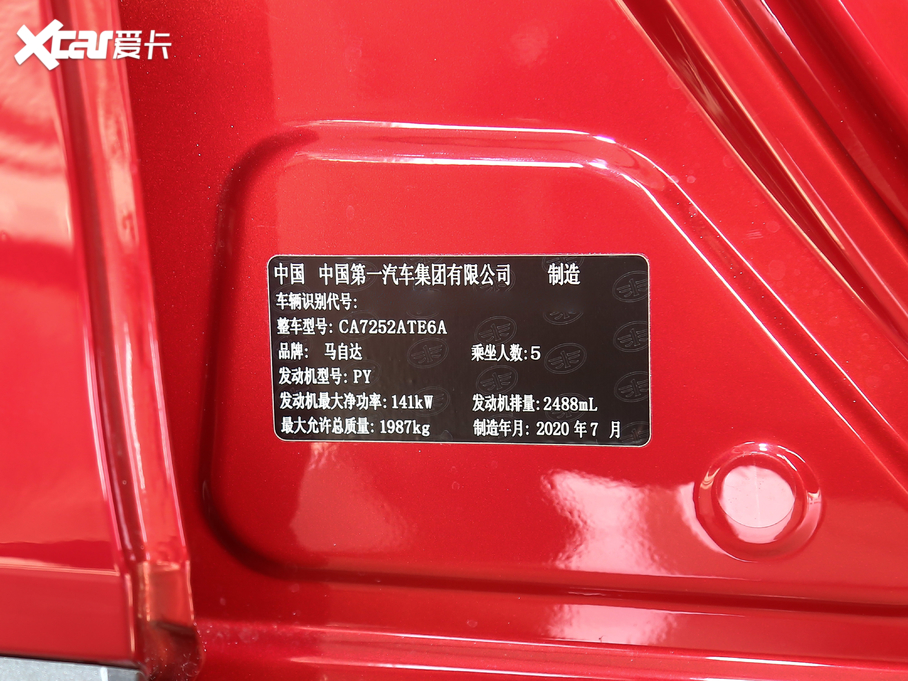 Xcar爱卡
中国 中国第一汽车集团有限公司 制造
车辆识别代号:
整车型号: CA7252ATE6A
品牌: 马自达 乘坐人数: 5
发动机型号: PY
发动机最大净功率: 141kW 发动机排量: 2488mL
最大允许总质量: 1987kg 制造年月: 2020 年 7 月